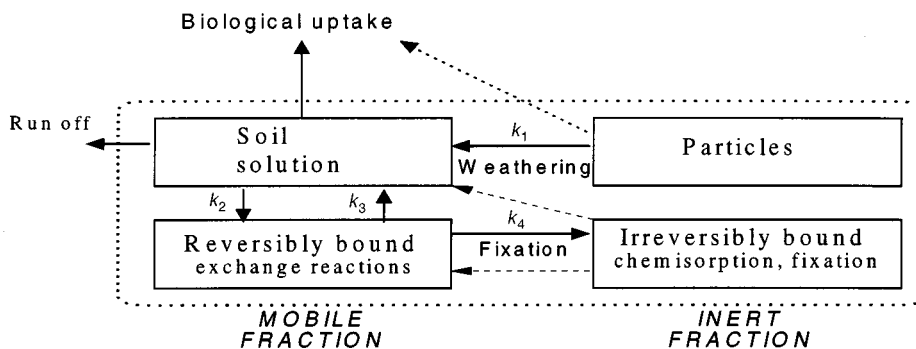 Biological uptake
Run off
Soil
solution
k1
Weathering
Particles
k2
k3
k4
Reversibly bound
exchange reactions
Fixation
Irreversibly bound
chemisorption, fixation
MOBILE
FRACTION
INERT
FRACTION